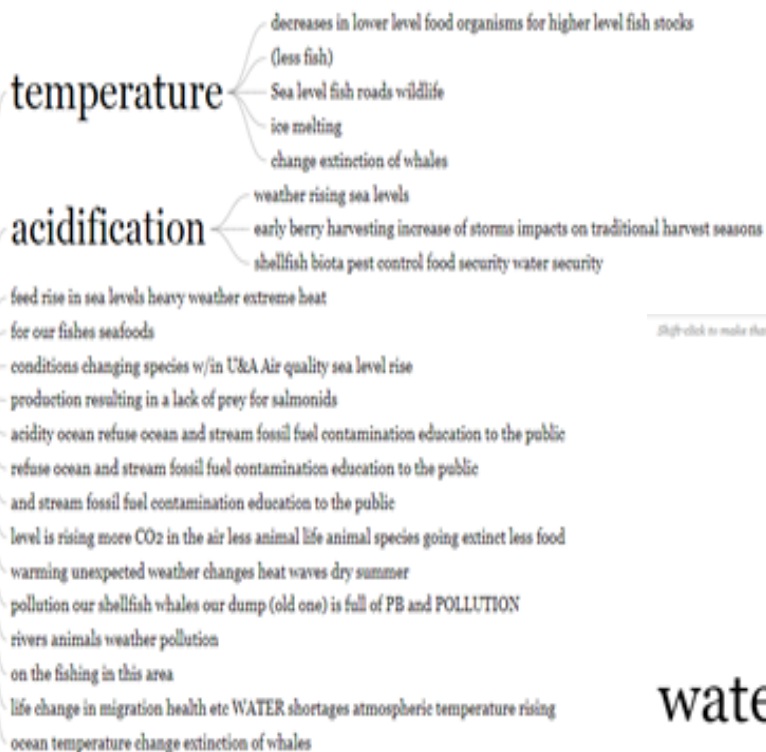 decreases in lower level food organisms for higher level fish stocks
(less fish)
temperature
Sea level fish roads wildlife
ice melting
change extinction of whales
weather rising sea levels
acidification
early berry harvesting increase of storms impacts on traditional harvest seasons
shellfish biota pest control food security water security
feed rise in sea levels heavy weather extreme heat
for our fishes seafoods
Shift-click to make that
conditions changing species w/in U&A Air quality sea level rise
production resulting in a lack of prey for salmonids
acidity ocean refuse ocean and stream fossil fuel contamination education to the public
refuse ocean and stream fossil fuel contamination education to the public
and stream fossil fuel contamination education to the public
level is rising more CO2 in the air less animal life animal species going extinct less food
warming unexpected weather changes heat waves dry summer
pollution our shellfish whales our dump (old one) is full of PB and POLLUTION
rivers animals weather pollution
on the fishing in this area
life change in migration health etc WATER shortages atmospheric temperature rising
wate
ocean temperature change extinction of whales